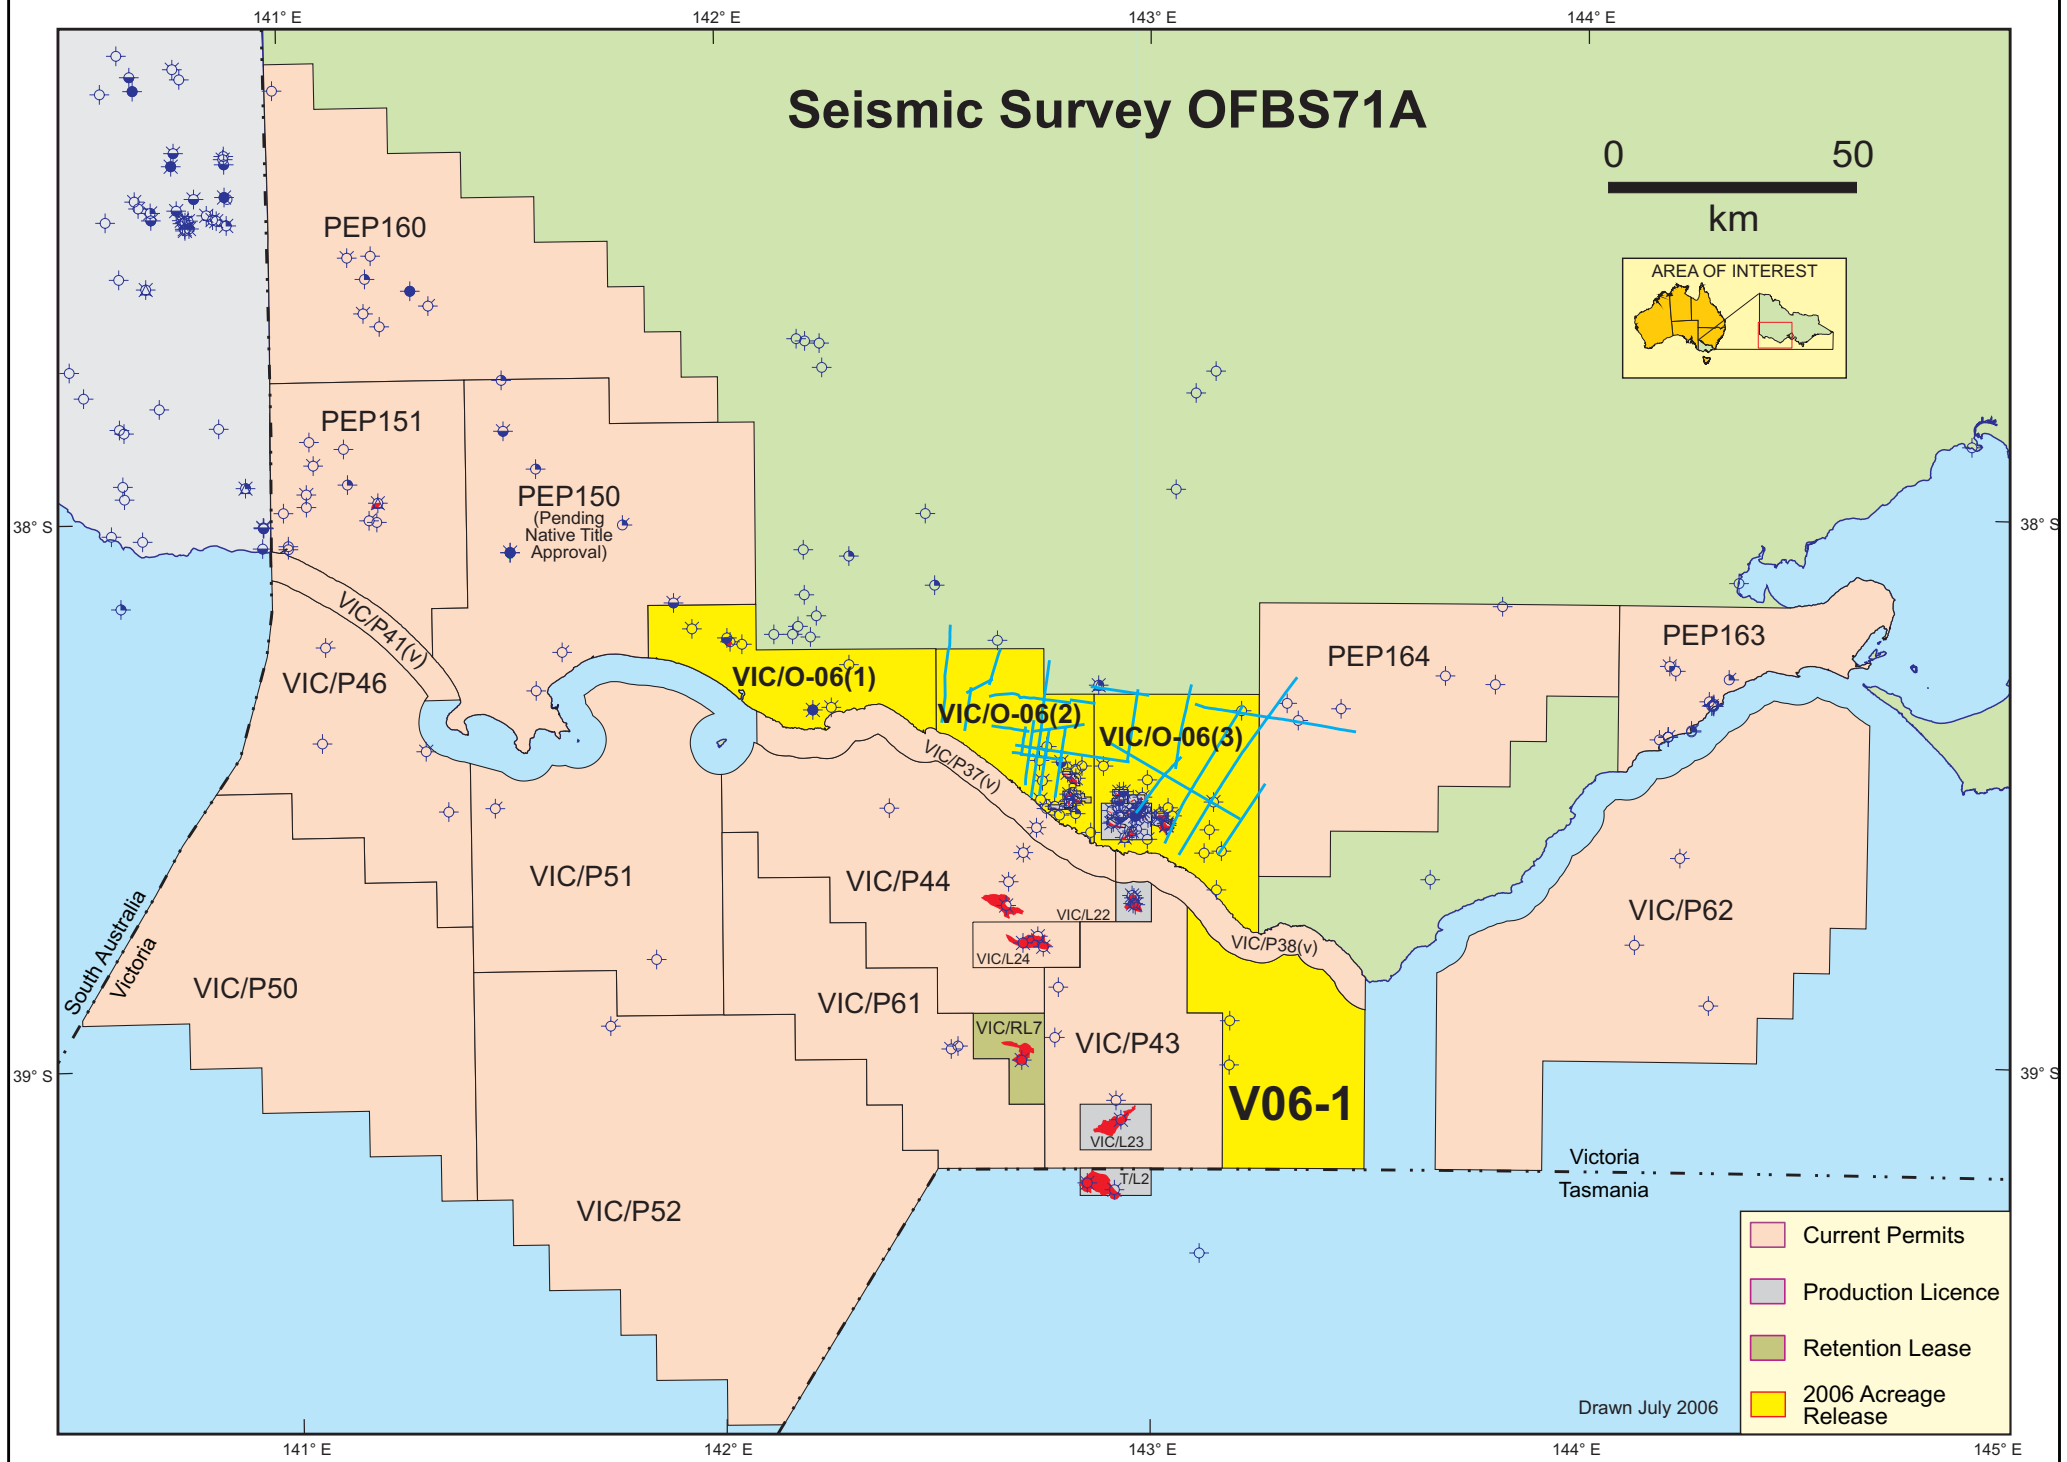 141° E
142° E
143° E
144° E
Seismic Survey OFBS71A
0
50
km
AREA OF INTEREST
PEP160
PEP151
PEP150
(Pending
Native Title
Approval)
38° S
38° S
VIC/P41(v)
VIC/P46
VIC/O-06(1)
VIC/O-06(2)
VIC/O-06(3)
PEP164
PEP163
VIC/P37(v)
VIC/P51
VIC/P44
VIC/L22
VIC/P62
South Australia
Victoria
VIC/P38(v)
VIC/L24
VIC/P50
VIC/P61
VIC/RL7
VIC/P43
39° S
39° S
V06-1
VIC/L23
T/L2
Victoria
Tasmania
VIC/P52
Current Permits
Production Licence
Retention Lease
2006 Acreage
Release
Drawn July 2006
141° E
142° E
143° E
144° E
145° E